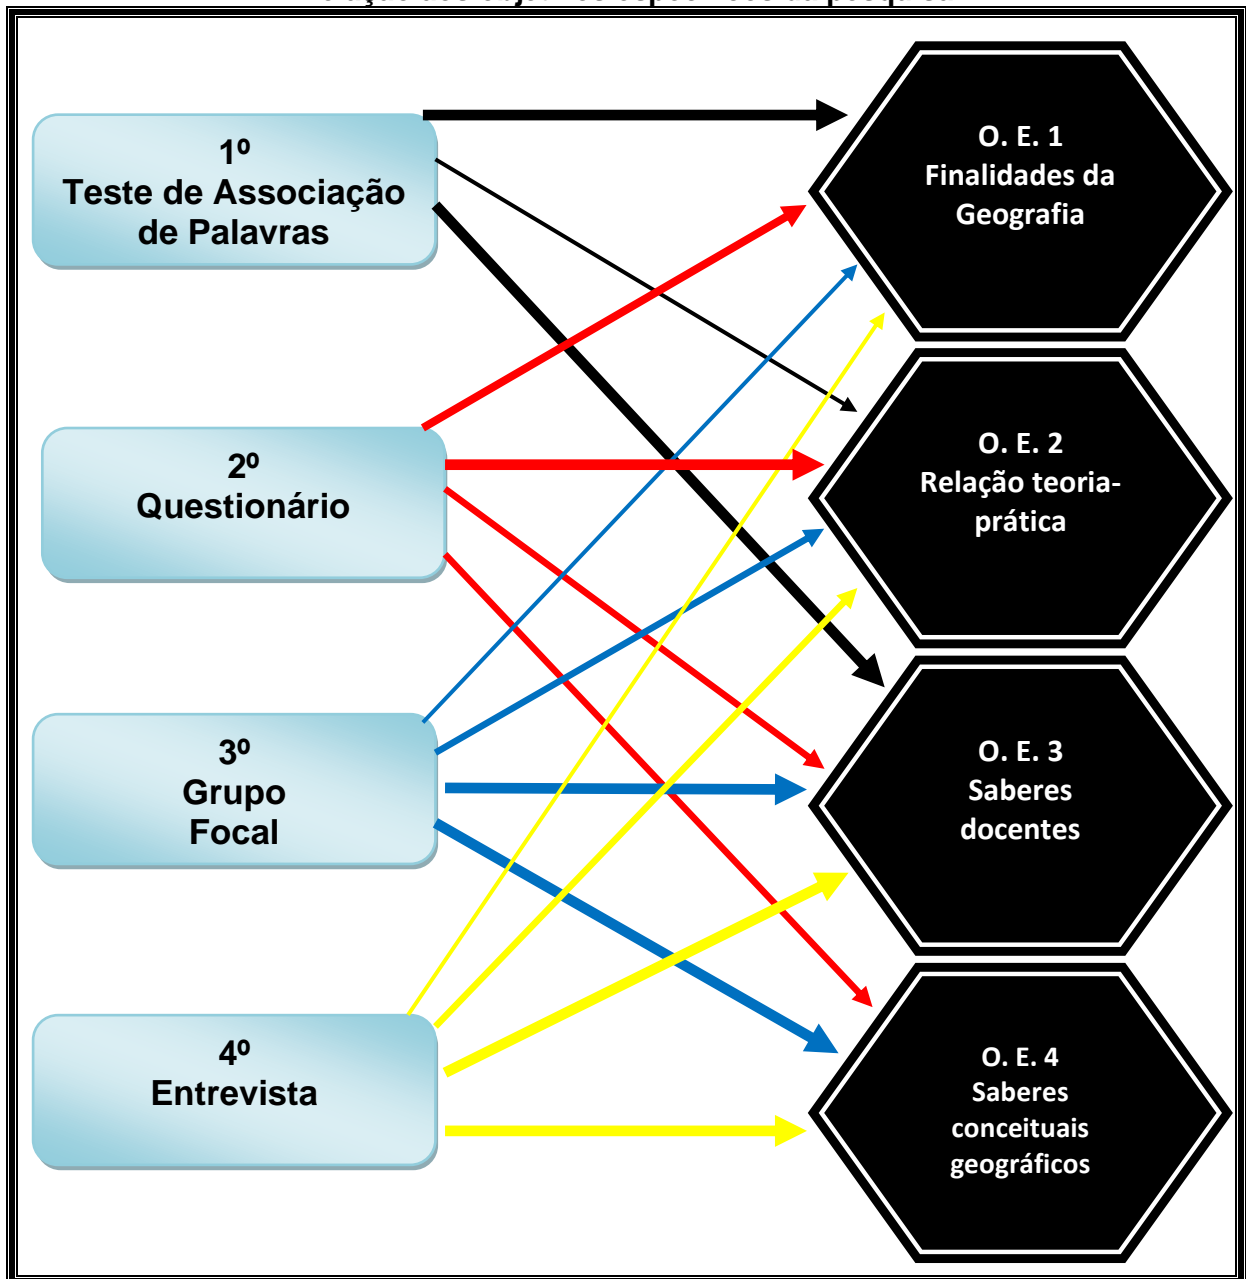 1º
Teste de Associação
de Palavras
2º
Questionário
3º
Grupo
Focal
4º
Entrevista
O. E. 1
Finalidades da
Geografia
O. E. 2
Relação teoria-
prática
O. E. 3
Saberes
docentes
O. E. 4
Saberes
conceituais
geográficos